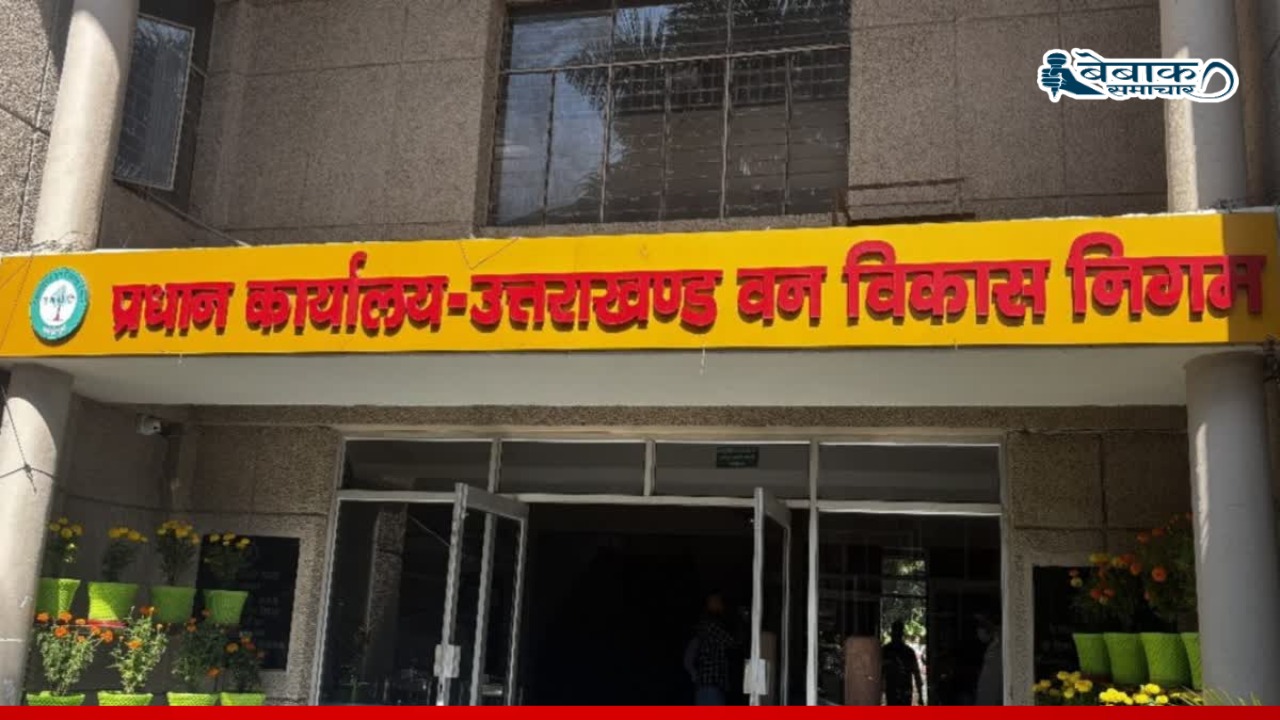 बेबाक
समाचार
प्रधान कार्यालय-उत्तराखण्ड वन विकास निगम